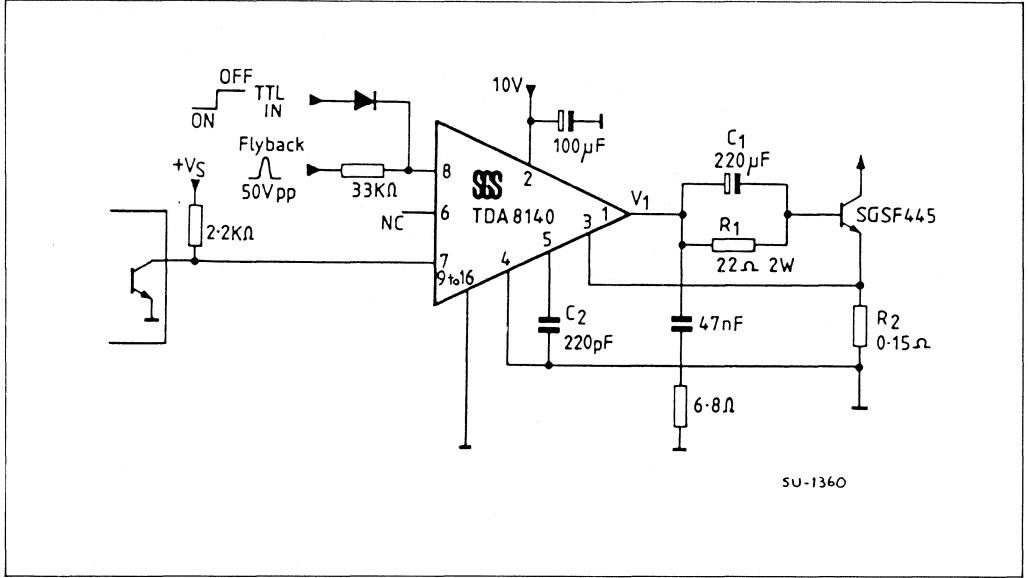 OFF
TTL
IN
ON
10V
100µF
C1
220µF
Flyback
50Vpp
33KΩ
8
SGS
TDA 8140
2
+VS
2·2KΩ
NC
6
7
9 to 16
1
V1
3
5
4
R1
22Ω 2W
SGSF445
C2
220pF
47nF
R2
0·15Ω
6·8Ω
SU-1360